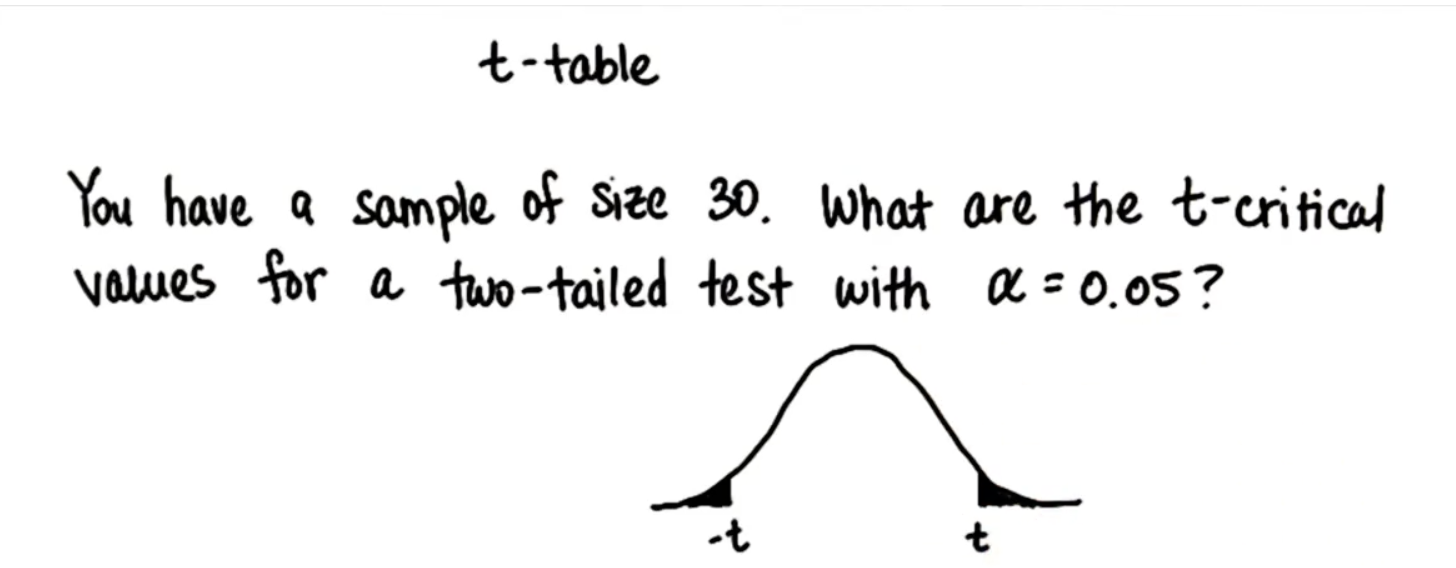 t-table
You have a sample of size 30. What are the t-critical
values for a two-tailed test with α = 0.05?
-t t